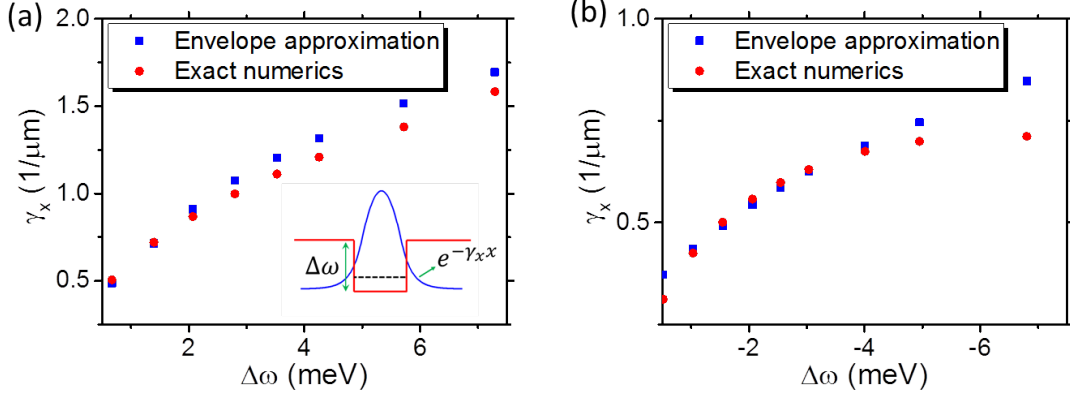 (a)
2.0
1.5
1.0
0.5
γx (1/μm)
Envelope approximation
Exact numerics
Δω
e^−γx x
2 4 6
Δω (meV)
(b)
1.0
0.5
γx (1/μm)
Envelope approximation
Exact numerics
-2 -4 -6
Δω (meV)